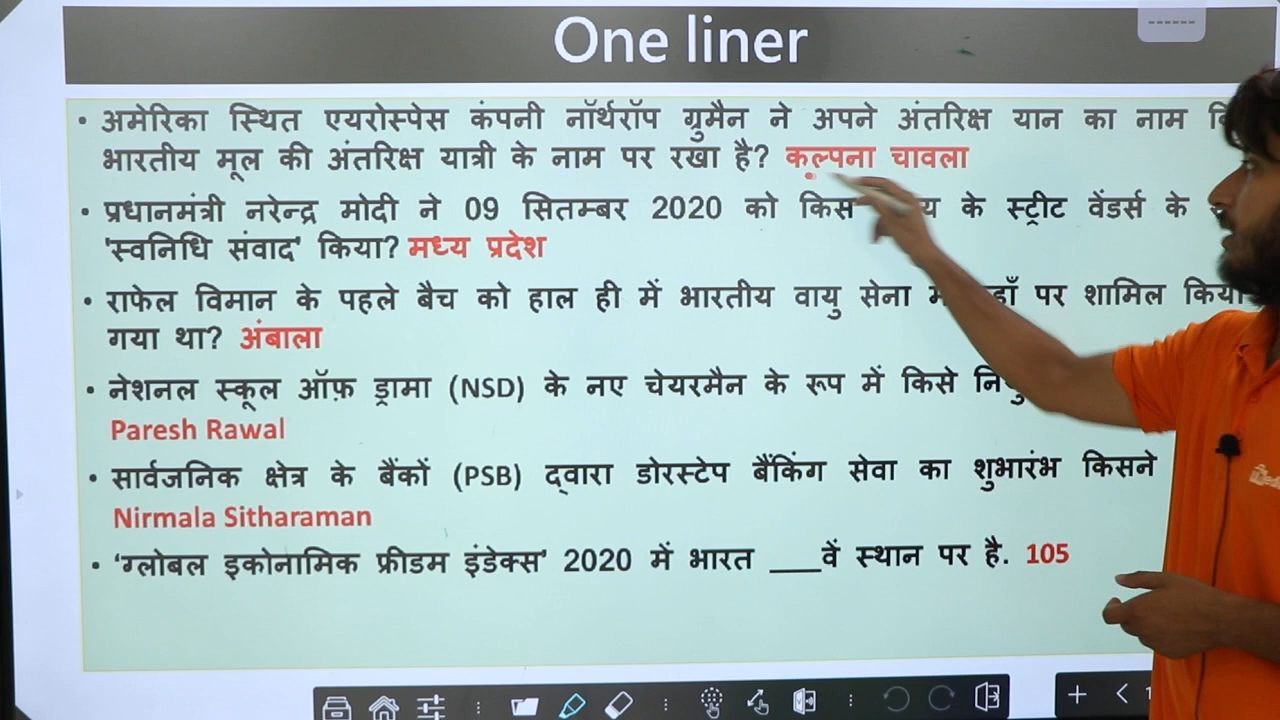 One liner
• अमेरिका स्थित एयरोस्पेस कंपनी नॉर्थरॉप ग्रुमैन ने अपने अंतरिक्ष यान का नाम
भारतीय मूल की अंतरिक्ष यात्री के नाम पर रखा है? कल्पना चावला
• प्रधानमंत्री नरेन्द्र मोदी ने 09 सितम्बर 2020 को किस के स्ट्रीट वेंडर्स के
'स्वनिधि संवाद' किया? मध्य प्रदेश
• राफेल विमान के पहले बैच को हाल ही में भारतीय वायु सेना पर शामिल किया
गया था? अंबाला
• नेशनल स्कूल ऑफ़ ड्रामा (NSD) के नए चेयरमैन के रूप में किसे
Paresh Rawal
• सार्वजनिक क्षेत्र के बैंकों (PSB) द्वारा डोरस्टेप बैंकिंग सेवा का शुभारंभ किसने
Nirmala Sitharaman
• 'ग्लोबल इकोनामिक फ्रीडम इंडेक्स' 2020 में भारत ___वें स्थान पर है. 105